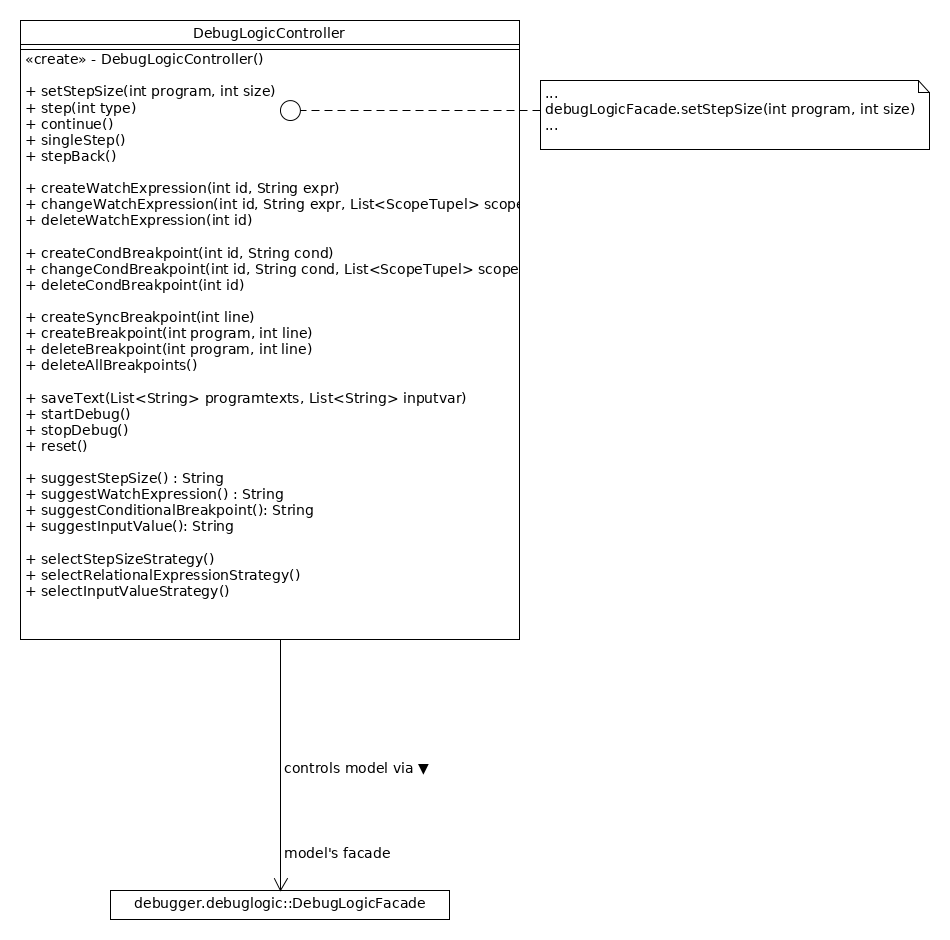 DebugLogicController
«create» - DebugLogicController()
+ setStepSize(int program, int size)
+ step(int type)
+ continue()
+ singleStep()
+ stepBack()
+ createWatchExpression(int id, String expr)
+ changeWatchExpression(int id, String expr, List<ScopeTupel> scope
+ deleteWatchExpression(int id)
+ createCondBreakpoint(int id, String cond)
+ changeCondBreakpoint(int id, String cond, List<ScopeTupel> scope
+ deleteCondBreakpoint(int id)
+ createSyncBreakpoint(int line)
+ createBreakpoint(int program, int line)
+ deleteBreakpoint(int program, int line)
+ deleteAllBreakpoints()
+ saveText(List<String> programtexts, List<String> inputvar)
+ startDebug()
+ stopDebug()
+ reset()
+ suggestStepSize() : String
+ suggestWatchExpression() : String
+ suggestConditionalBreakpoint(): String
+ suggestInputValue(): String
+ selectStepSizeStrategy()
+ selectRelationalExpressionStrategy()
+ selectInputValueStrategy()
...
debugLogicFacade.setStepSize(int program, int size)
...
controls model via ▼
model's facade
debugger.debuglogic::DebugLogicFacade